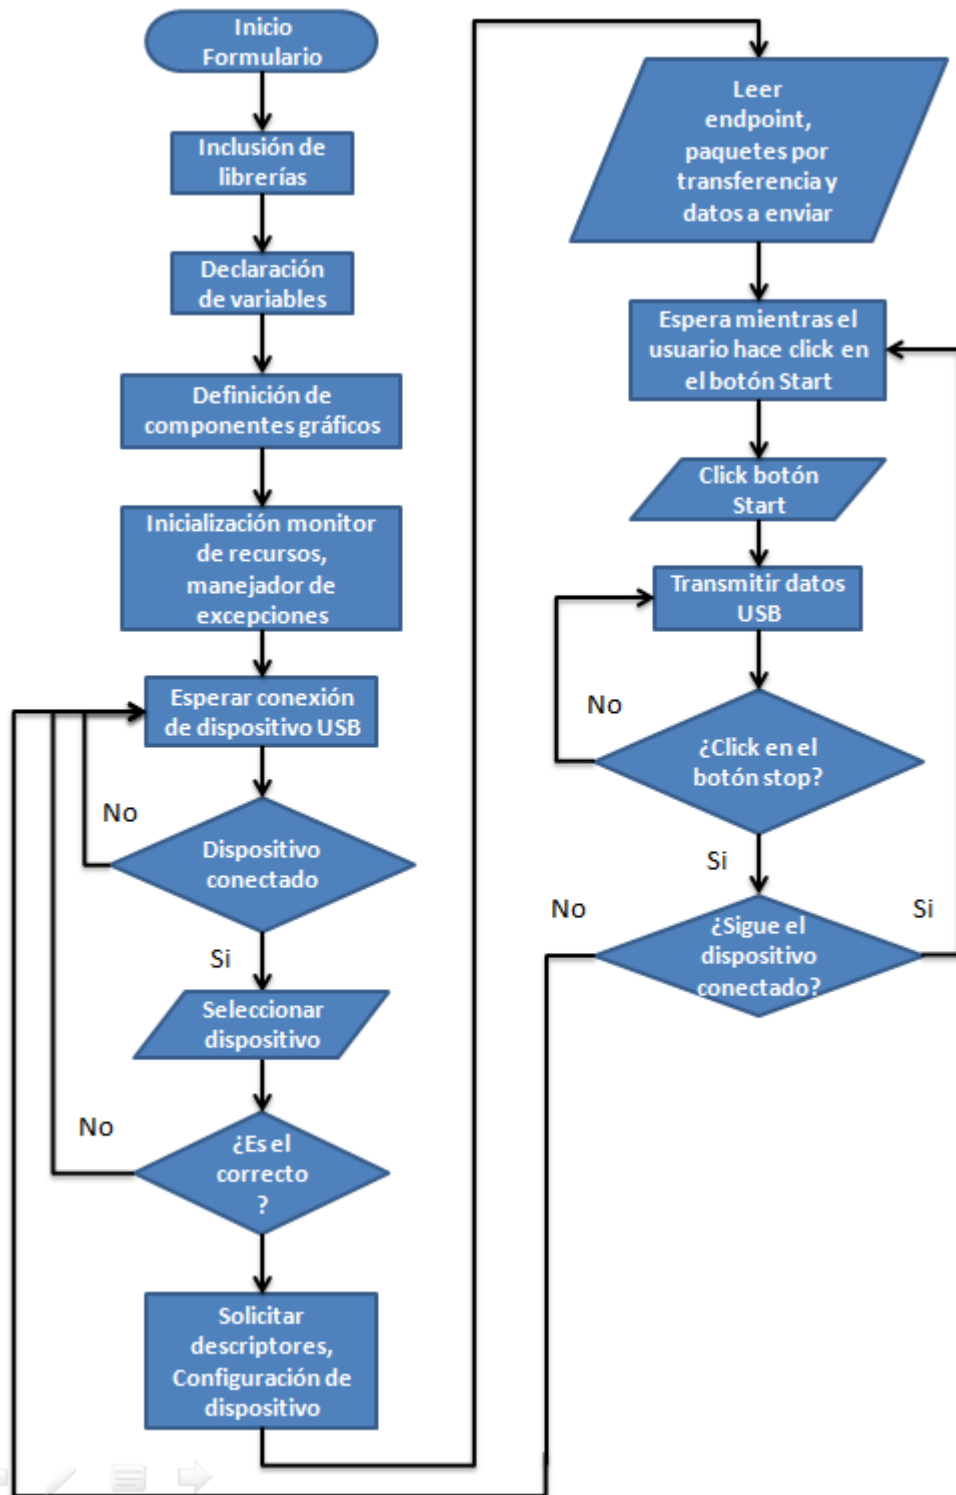 Inicio
Formulario
Inclusión de
librerías
Declaración
de variables
Definición de
componentes gráficos
Inicialización monitor
de recursos,
manejador de
excepciones
Esperar conexión
de dispositivo USB
No
Dispositivo
conectado
Si
Seleccionar
dispositivo
No
¿Es el
correcto
?
Solicitar
descriptores,
Configuración de
dispositivo
Leer
endpoint,
paquetes por
transferencia y
datos a enviar
Espera mientras el
usuario hace click en
el botón Start
Click botón
Start
Transmitir datos
USB
No
¿Click en el
botón stop?
Si
No
¿Sigue el
dispositivo
conectado?
Si